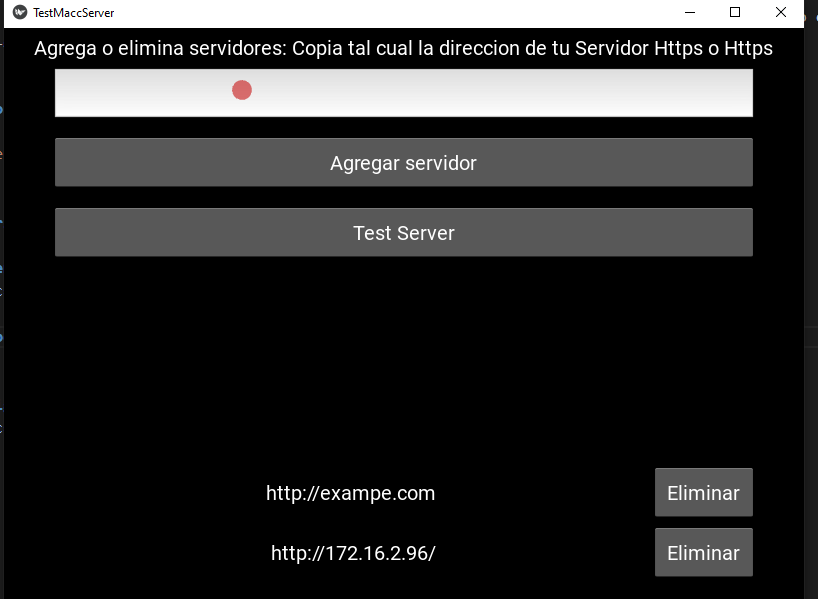 TestMaccServer
Agrega o elimina servidores: Copia tal cual la direccion de tu Servidor Https o Https
Agregar servidor
Test Server
http://exampe.com Eliminar
http://172.16.2.96/ Eliminar